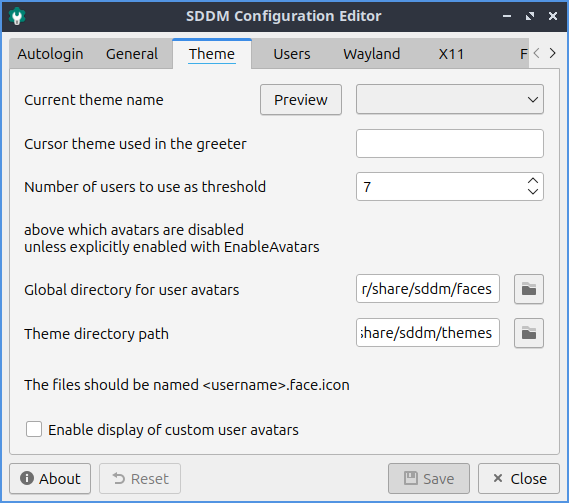 SDDM Configuration Editor
Autologin General Theme Users Wayland X11 F
Current theme name Preview
Cursor theme used in the greeter
Number of users to use as threshold 7
above which avatars are disabled
unless explicitly enabled with EnableAvatars
Global directory for user avatars r/share/sddm/faces
Theme directory path share/sddm/themes
The files should be named <username>.face.icon
Enable display of custom user avatars
About Reset Save Close